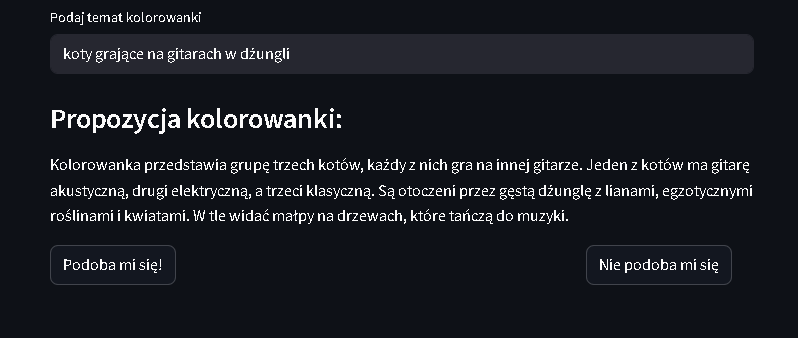 Podaj temat kolorowanki
koty grające na gitarach w dżungli
Propozycja kolorowanki:
Kolorowanka przedstawia grupę trzech kotów, każdy z nich gra na innej gitarze. Jeden z kotów ma gitarę
akustyczną, drugi elektryczną, a trzeci klasyczną. Są otoczeni przez gęstą dżunglę z lianami, egzotycznymi
roślinami i kwiatami. W tle widać małpy na drzewach, które tańczą do muzyki.
Podoba mi się!
Nie podoba mi się